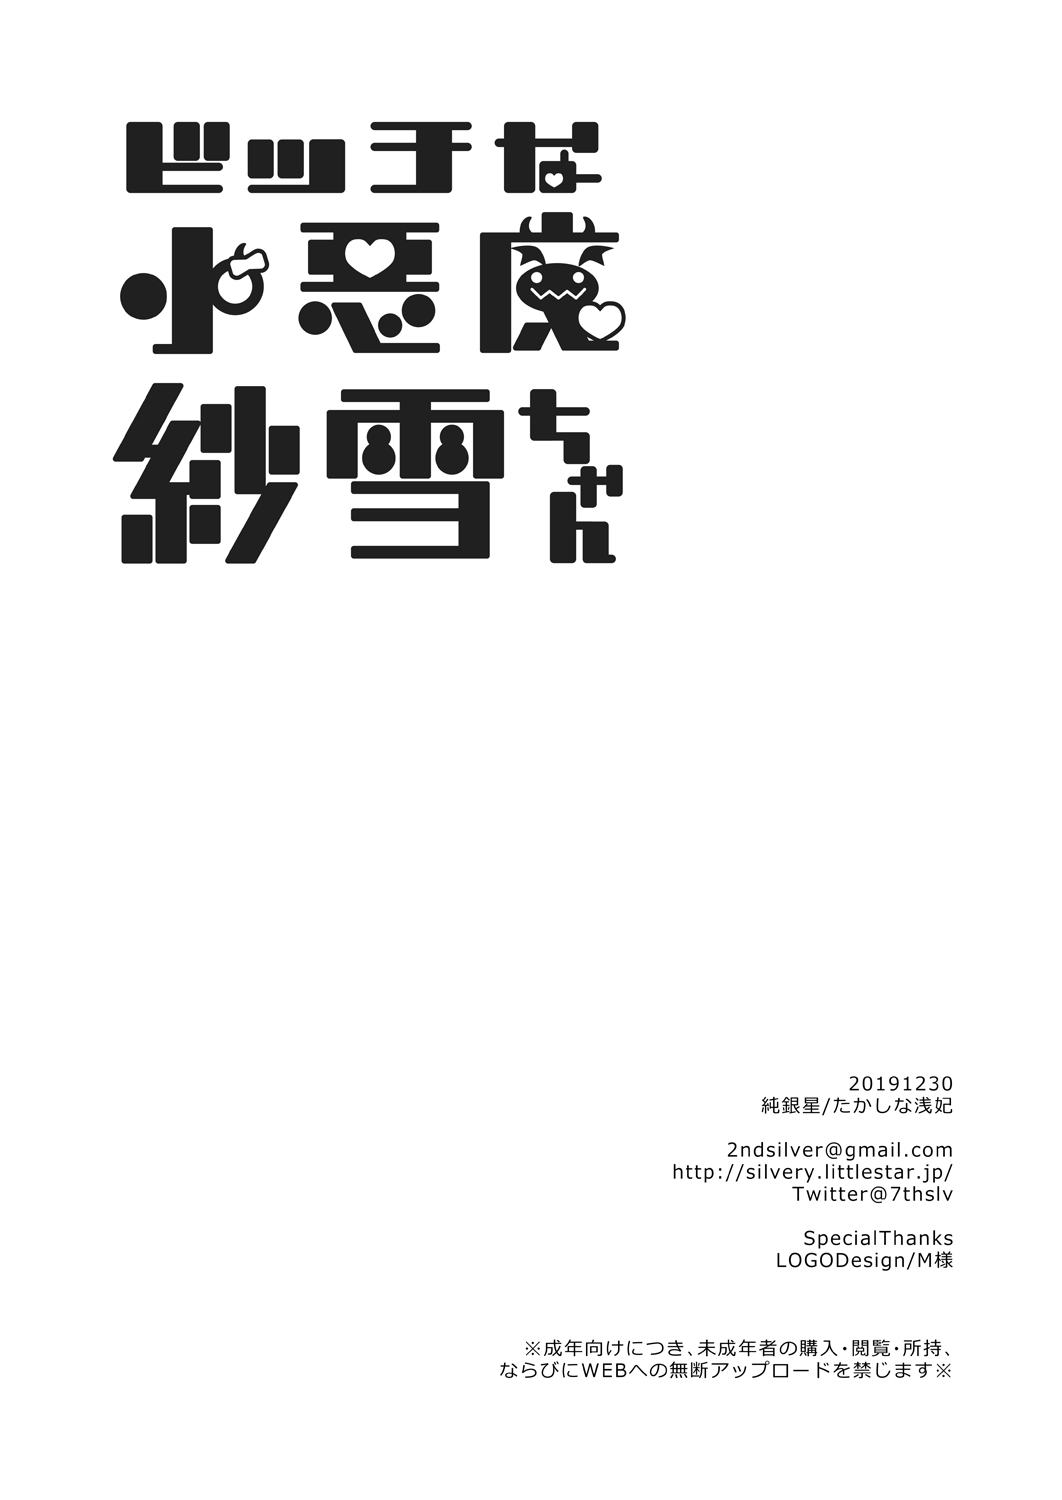 ビッチな
小悪魔
紗雪ちゃん
20191230
純銀星/たかしな浅妃
2ndsilver@gmail.com
http://silvery.littlestar.jp/
Twitter@7thslv
SpecialThanks
LOGODesign/M様
※成年向けにつき、未成年者の購入・閲覧・所持、
ならびにWEBへの無断アップロードを禁じます※